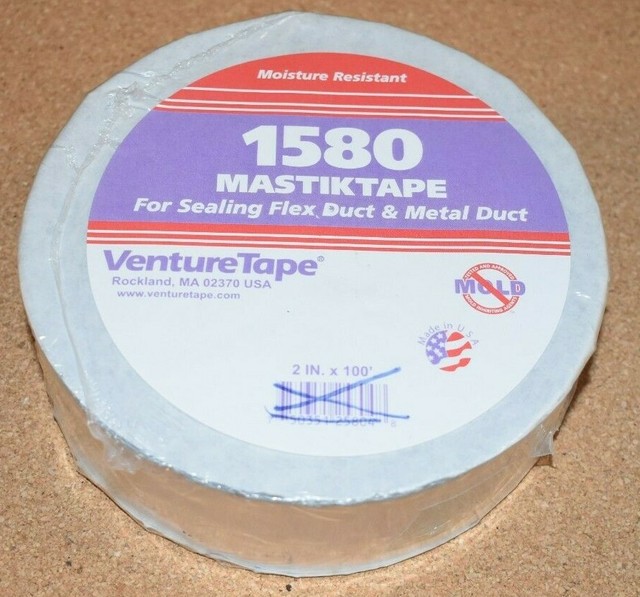 Moisture Resistant
1580
MASTIKTAPE
For Sealing Flex Duct & Metal Duct
VentureTape®
Rockland, MA 02370 USA
www.venturetape.com
MOLD
Made in U.S.A
2 IN. x 100'